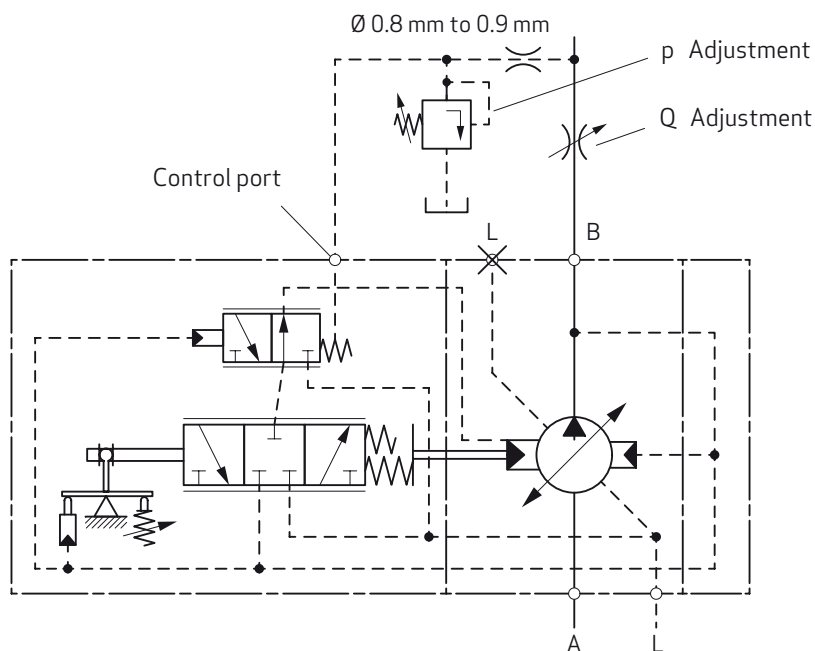 Ø 0.8 mm to 0.9 mm
p Adjustment
Q Adjustment
Control port
L
B
A
L